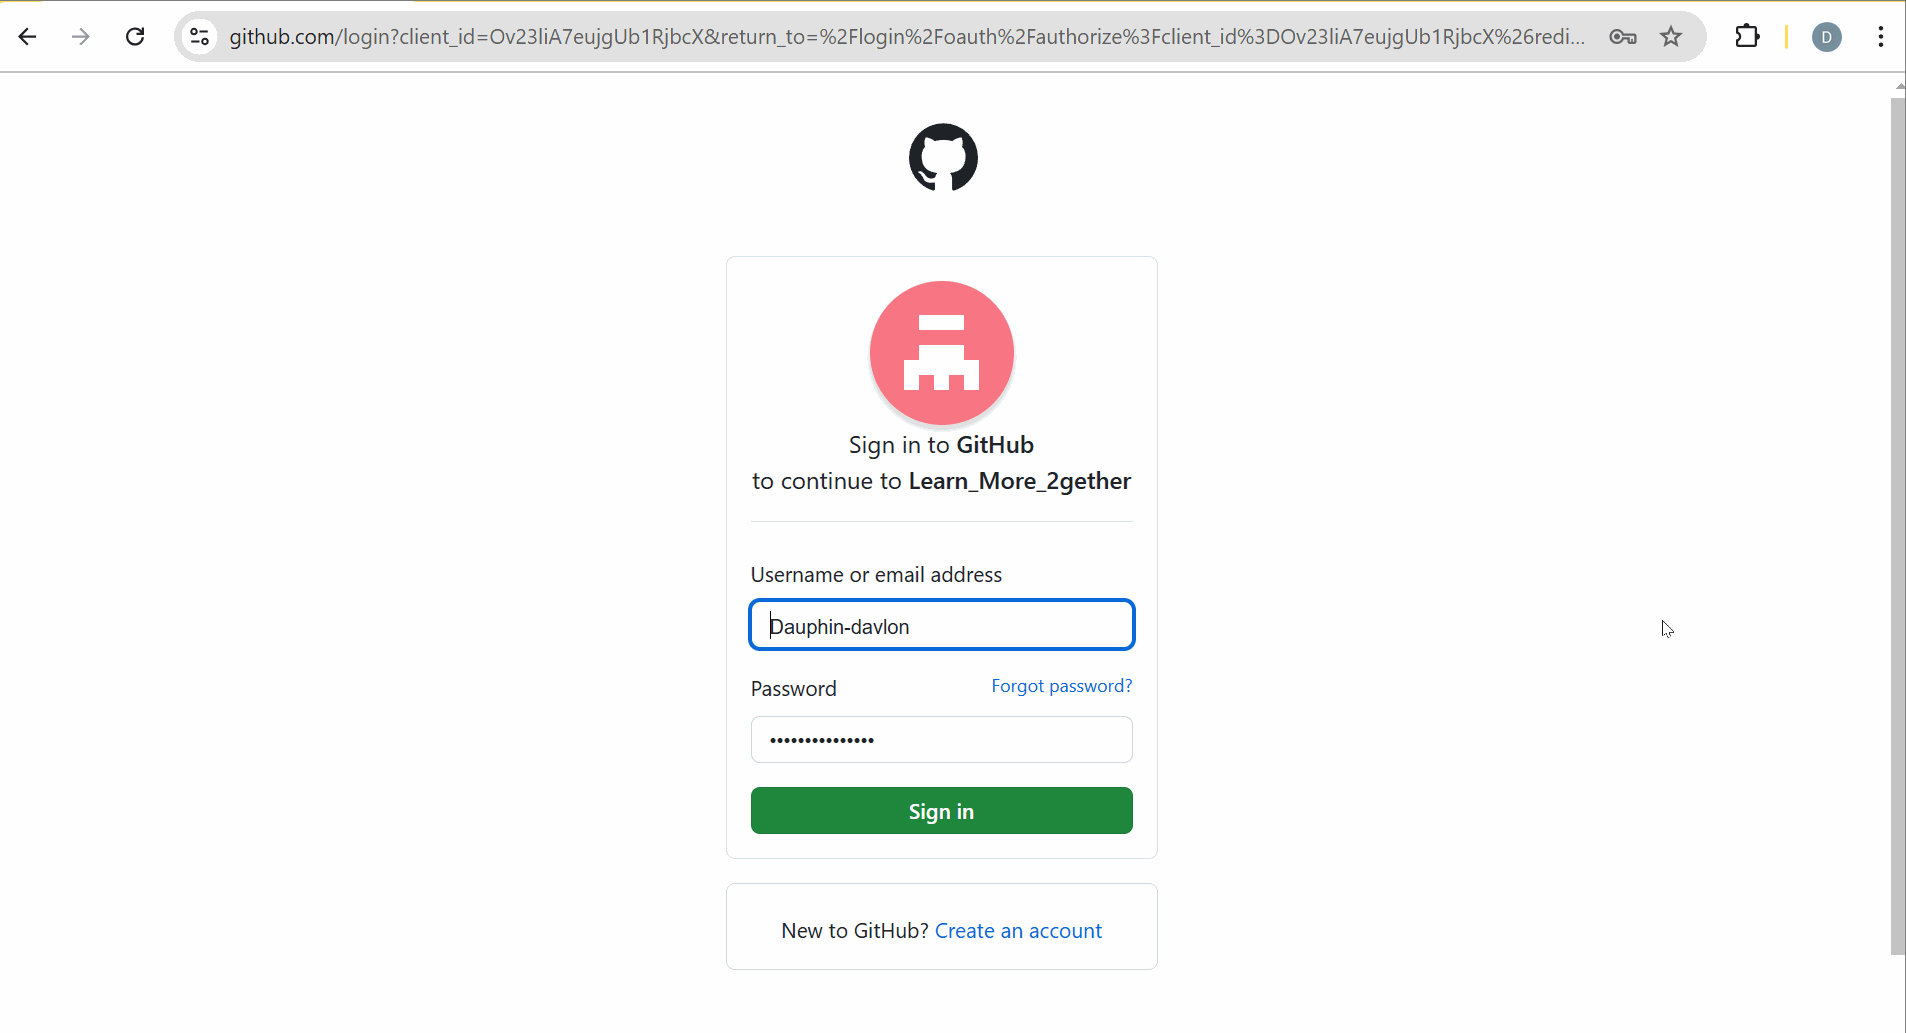 github.com/login?client_id=Ov23liA7eujgUb1RjbcX&return_to=%2Flogin%2Foauth%2Fauthorize%3Fclient_id%3DOv23liA7eujgUb1RjbcX%26redi...
D
Sign in to GitHub
to continue to Learn_More_2gether
Username or email address
Dauphin-davlon
Password Forgot password?
•••••••••••••••
Sign in
New to GitHub? Create an account